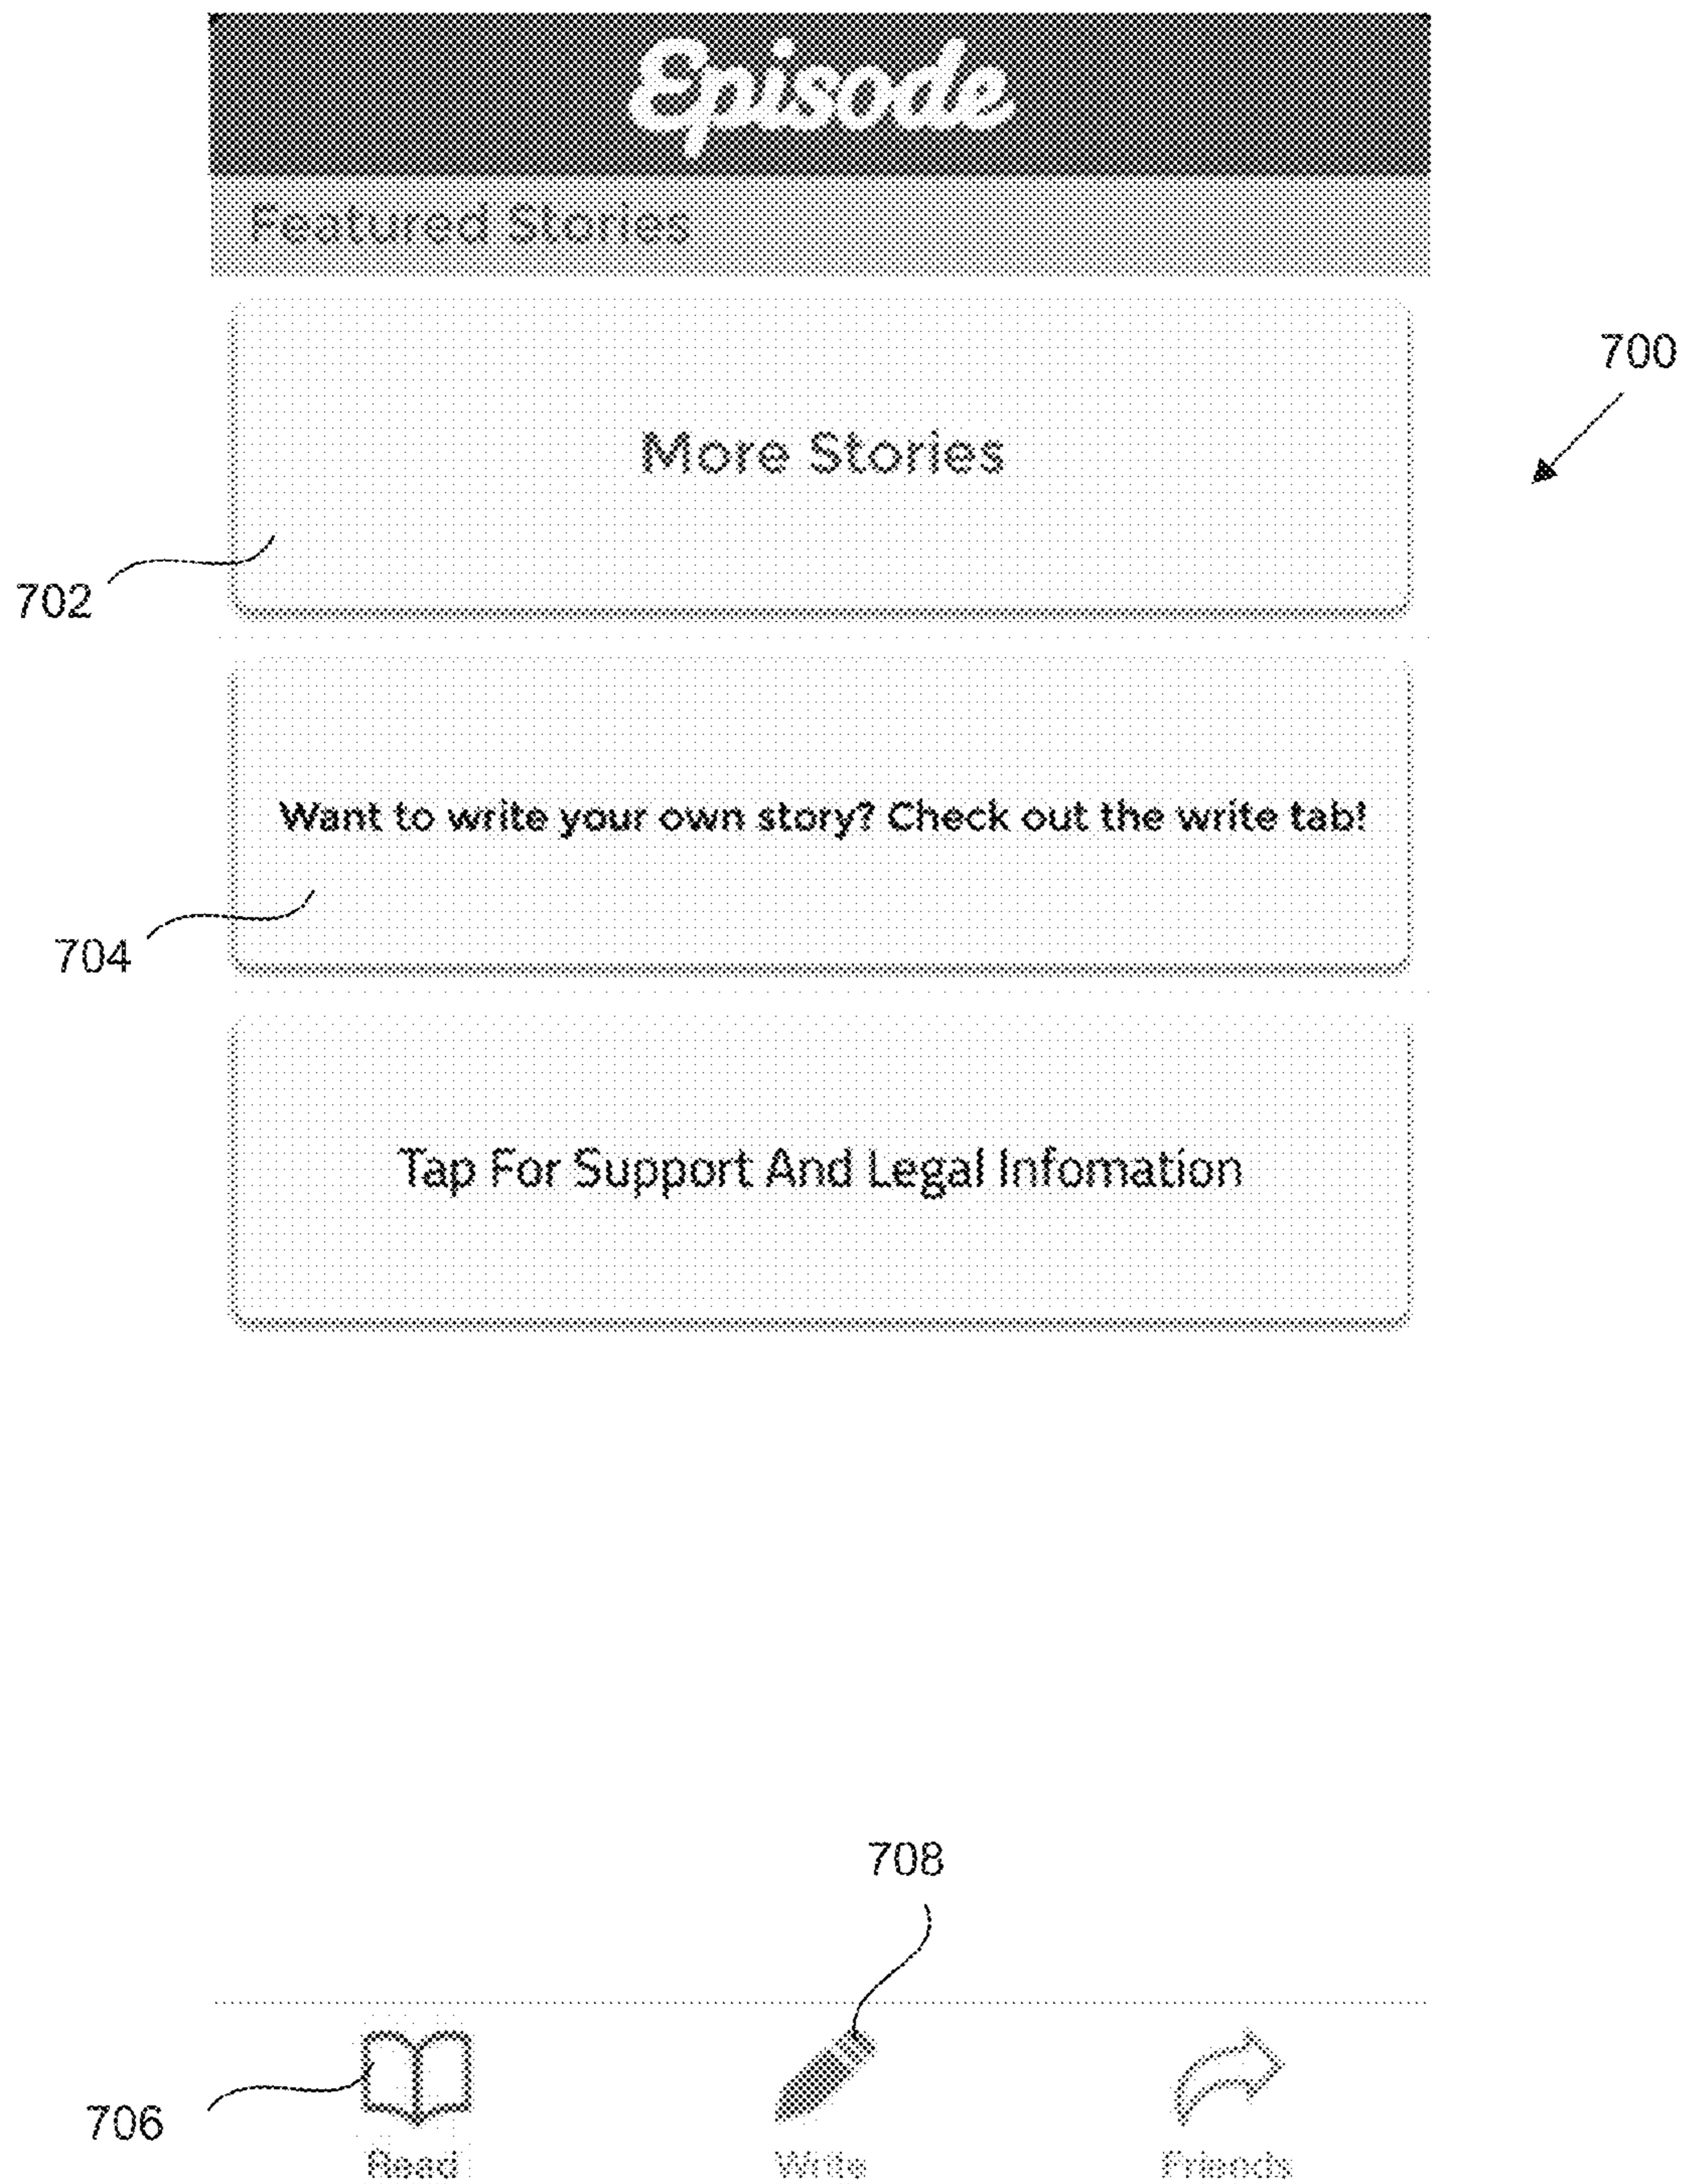 Episode
Featured Stories
700
More Stories
702
Want to write your own story? Check out the write tab!
704
Tap For Support And Legal Infomation
708
706
Read Write Friends